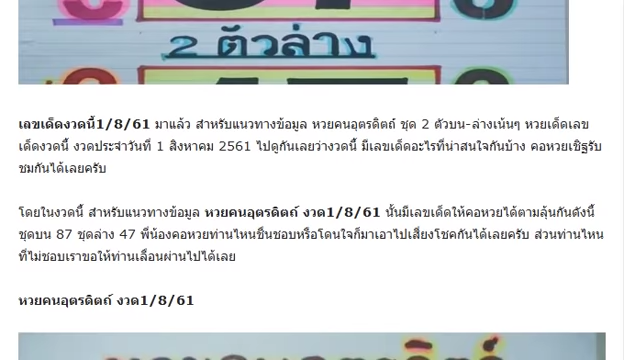 2 ตัวล่าง
เลขเด็ดงวดนี้1/8/61 มาแล้ว สำหรับแนวทางข้อมูล หวยคนอุตรดิตถ์ ชุด 2 ตัวบน-ล่างเน้นๆ หวยเด็ดเลข
เด็ดงวดนี้ งวดประจำวันที่ 1 สิงหาคม 2561 ไปดูกันเลยว่างวดนี้ มีเลขเด็ดอะไรที่น่าสนใจกันบ้าง คอหวยเชิฐรับ
ชมกันได้เลยครับ
โดยในงวดนี้ สำหรับแนวทางข้อมูล หวยคนอุตรดิตถ์ งวด1/8/61 นั้นมีเลขเด็ดให้คอหวยได้ตามลุ้นกันดังนี้
ชุดบน 87 ชุดล่าง 47 พี่น้องคอหวยท่านไหนชื่นชอบหรือโดนใจก็มาเอาไปเสี่ยงโชคกันได้เลยครับ ส่วนท่านไหน
ที่ไม่ชอบเราขอให้ท่านเลื่อนผ่านไปได้เลย
หวยคนอุตรดิตถ์ งวด1/8/61